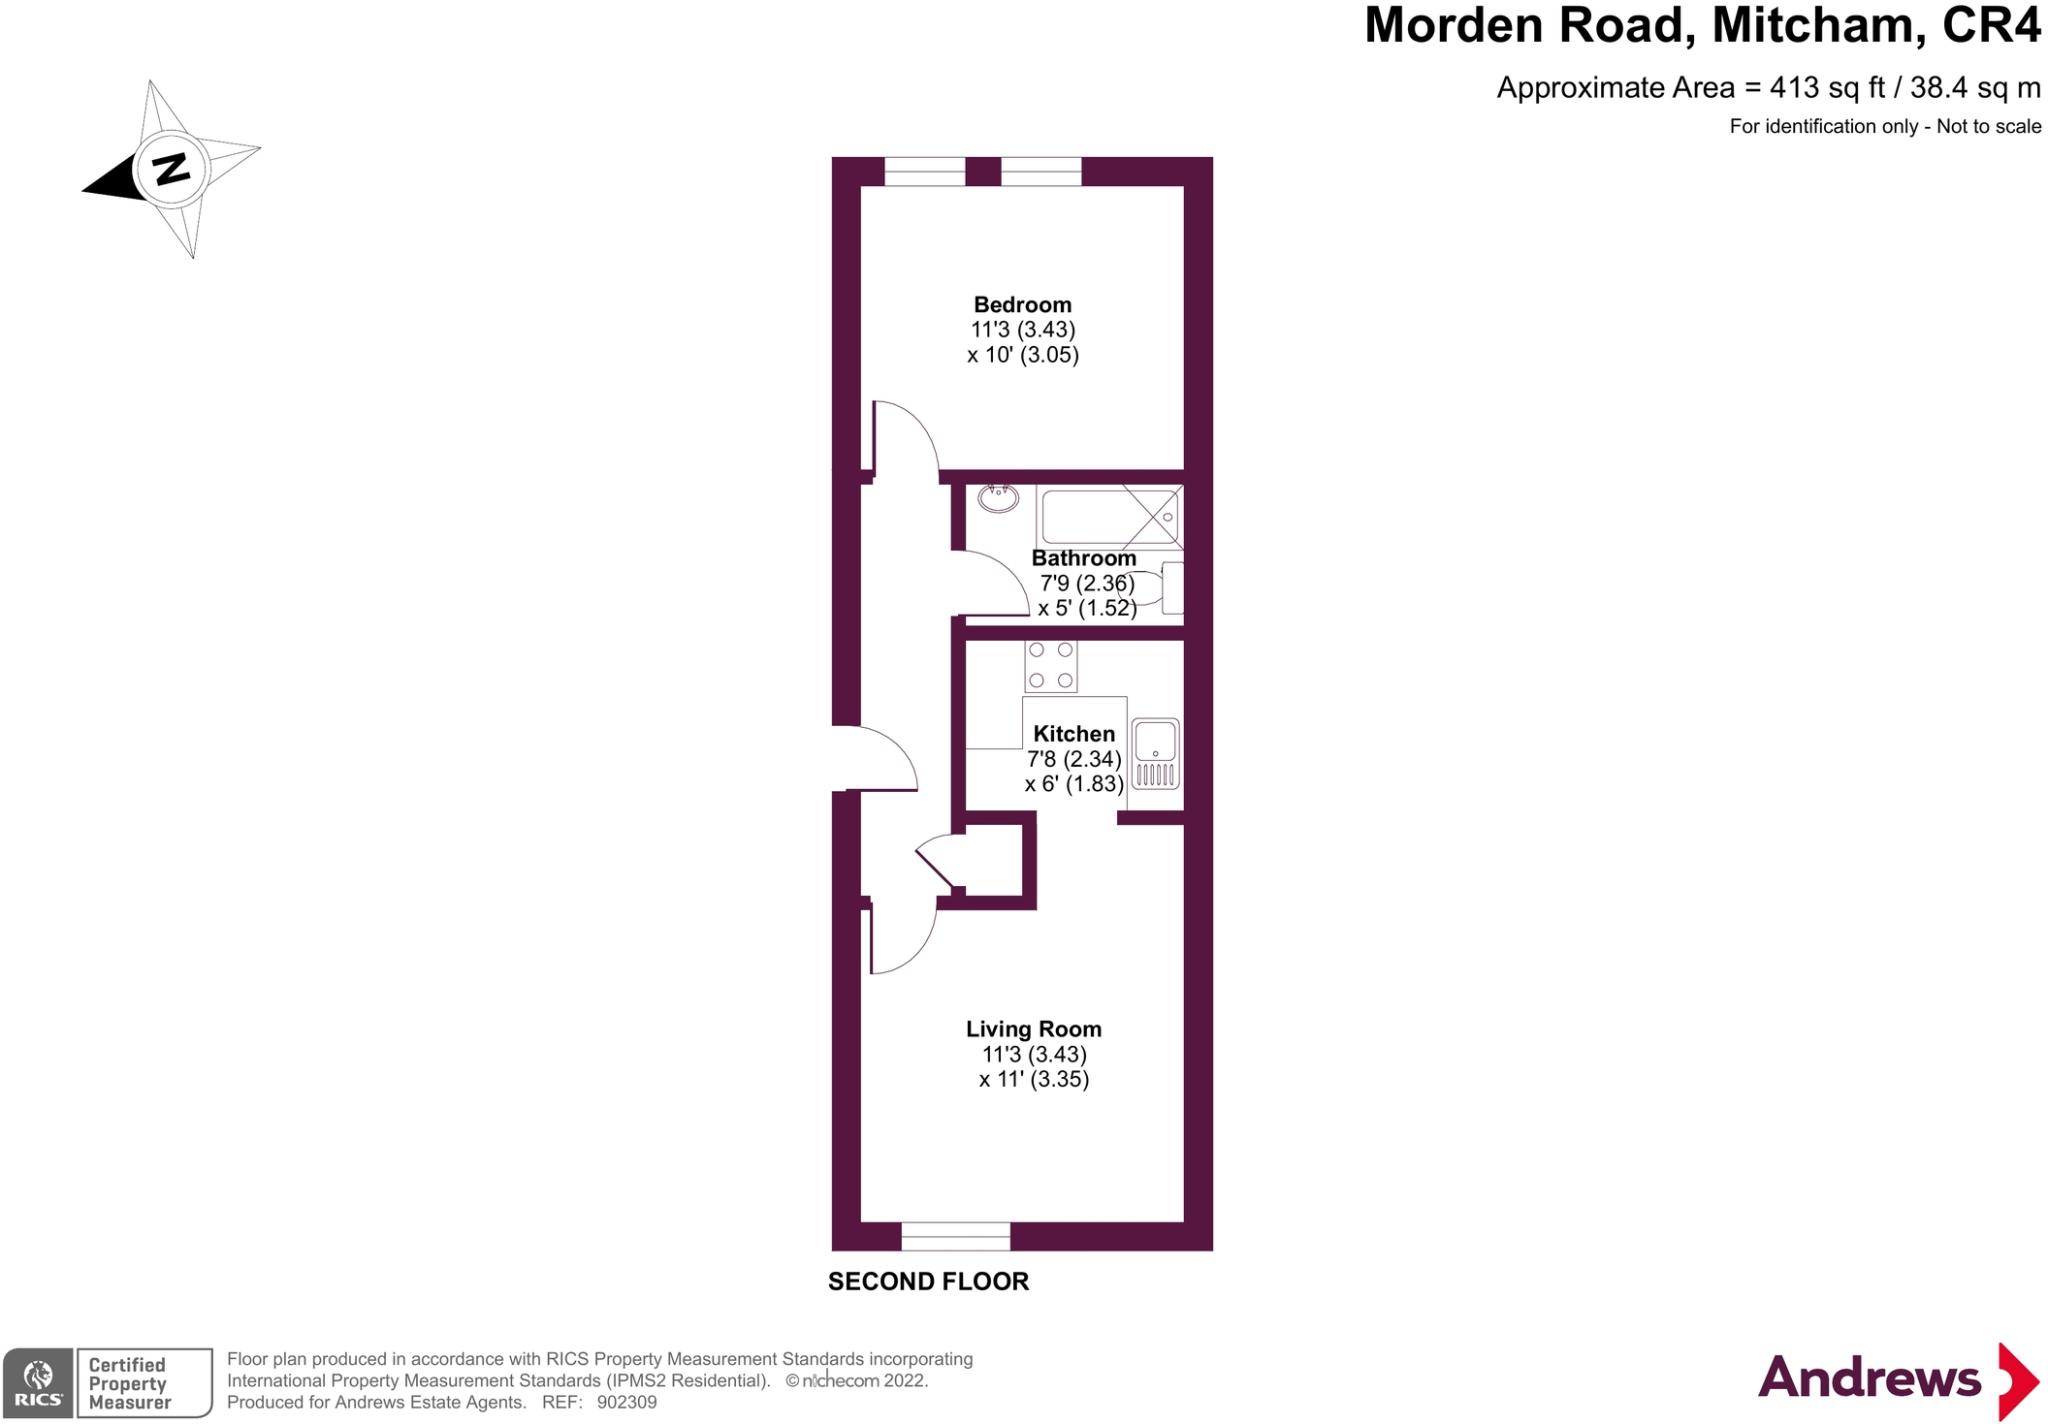 Morden Road, Mitcham, CR4
Approximate Area = 413 sq ft / 38.4 sq m
For identification only - Not to scale
N
Bedroom
11'3 (3.43)
x 10' (3.05)
Bathroom
7'9 (2.36)
x 5' (1.52)
Kitchen
7'8 (2.34)
x 6' (1.83)
Living Room
11'3 (3.43)
x 11' (3.35)
SECOND FLOOR
RICS
Certified
Property
Measurer
Floor plan produced in accordance with RICS Property Measurement Standards incorporating
International Property Measurement Standards (IPMS2 Residential). © nichecom 2022.
Produced for Andrews Estate Agents. REF: 902309
Andrews